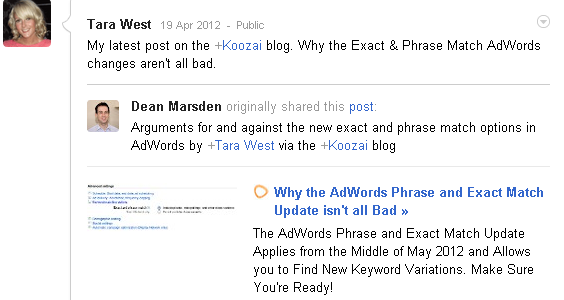 Tara West 19 Apr 2012 - Public
My latest post on the +Koozai blog. Why the Exact & Phrase Match AdWords
changes aren't all bad.
Dean Marsden originally shared this post:
Arguments for and against the new exact and phrase match options in
AdWords by +Tara West via the +Koozai blog
Why the AdWords Phrase and Exact Match
Update isn't all Bad »
The AdWords Phrase and Exact Match Update
Applies from the Middle of May 2012 and Allows
you to Find New Keyword Variations. Make Sure
You're Ready!
Advanced settings